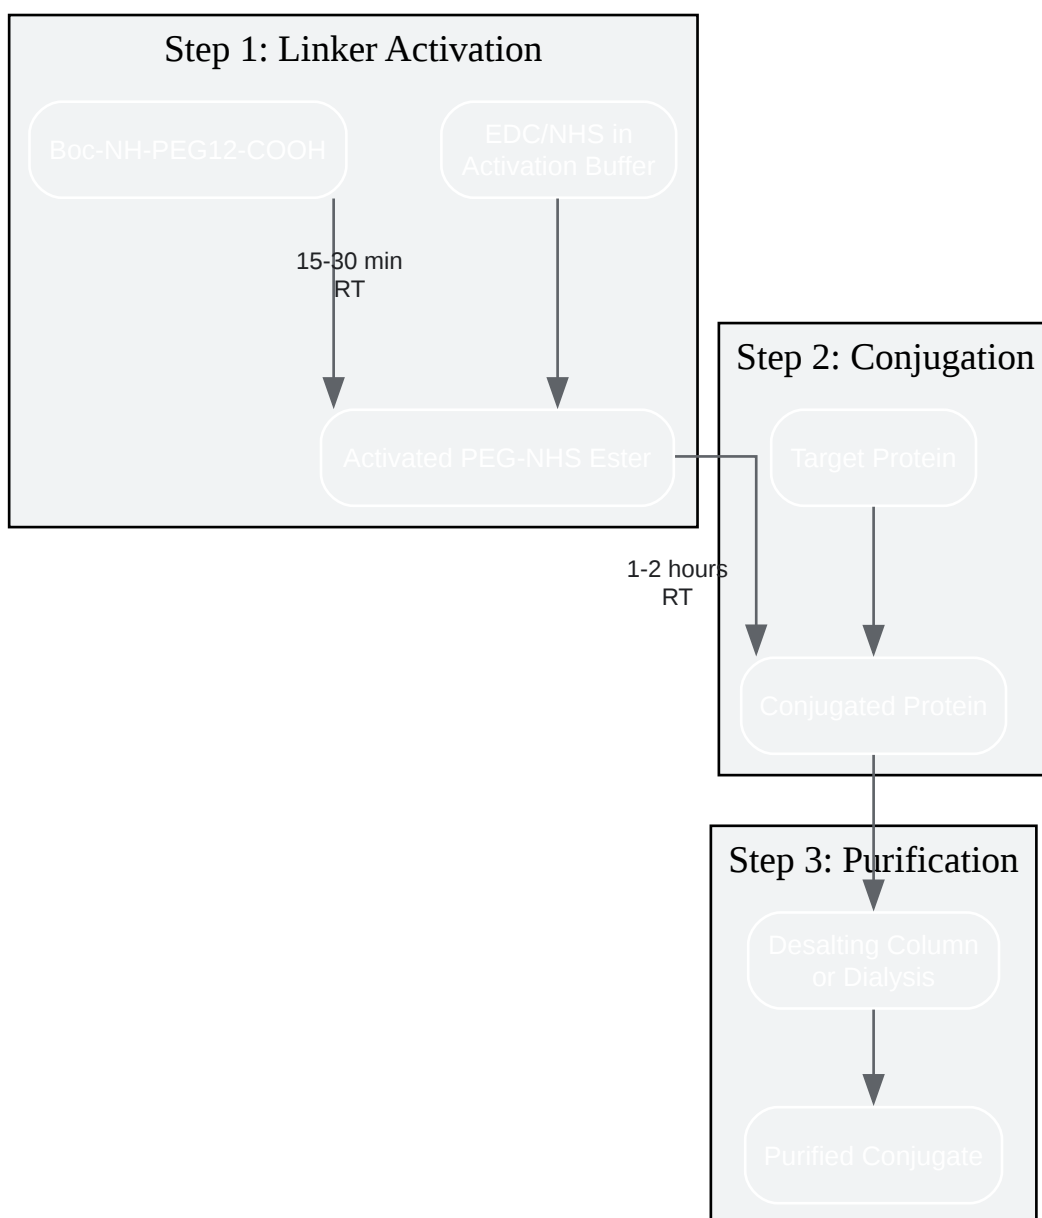 Step 1: Linker Activation
Boc-NH-PEG12-COOH
EDC/NHS in
Activation Buffer
15-30 min
RT
Activated PEG-NHS Ester
Step 2: Conjugation
Target Protein
1-2 hours
RT
Conjugated Protein
Step 3: Purification
Desalting Column
or Dialysis
Purified Conjugate